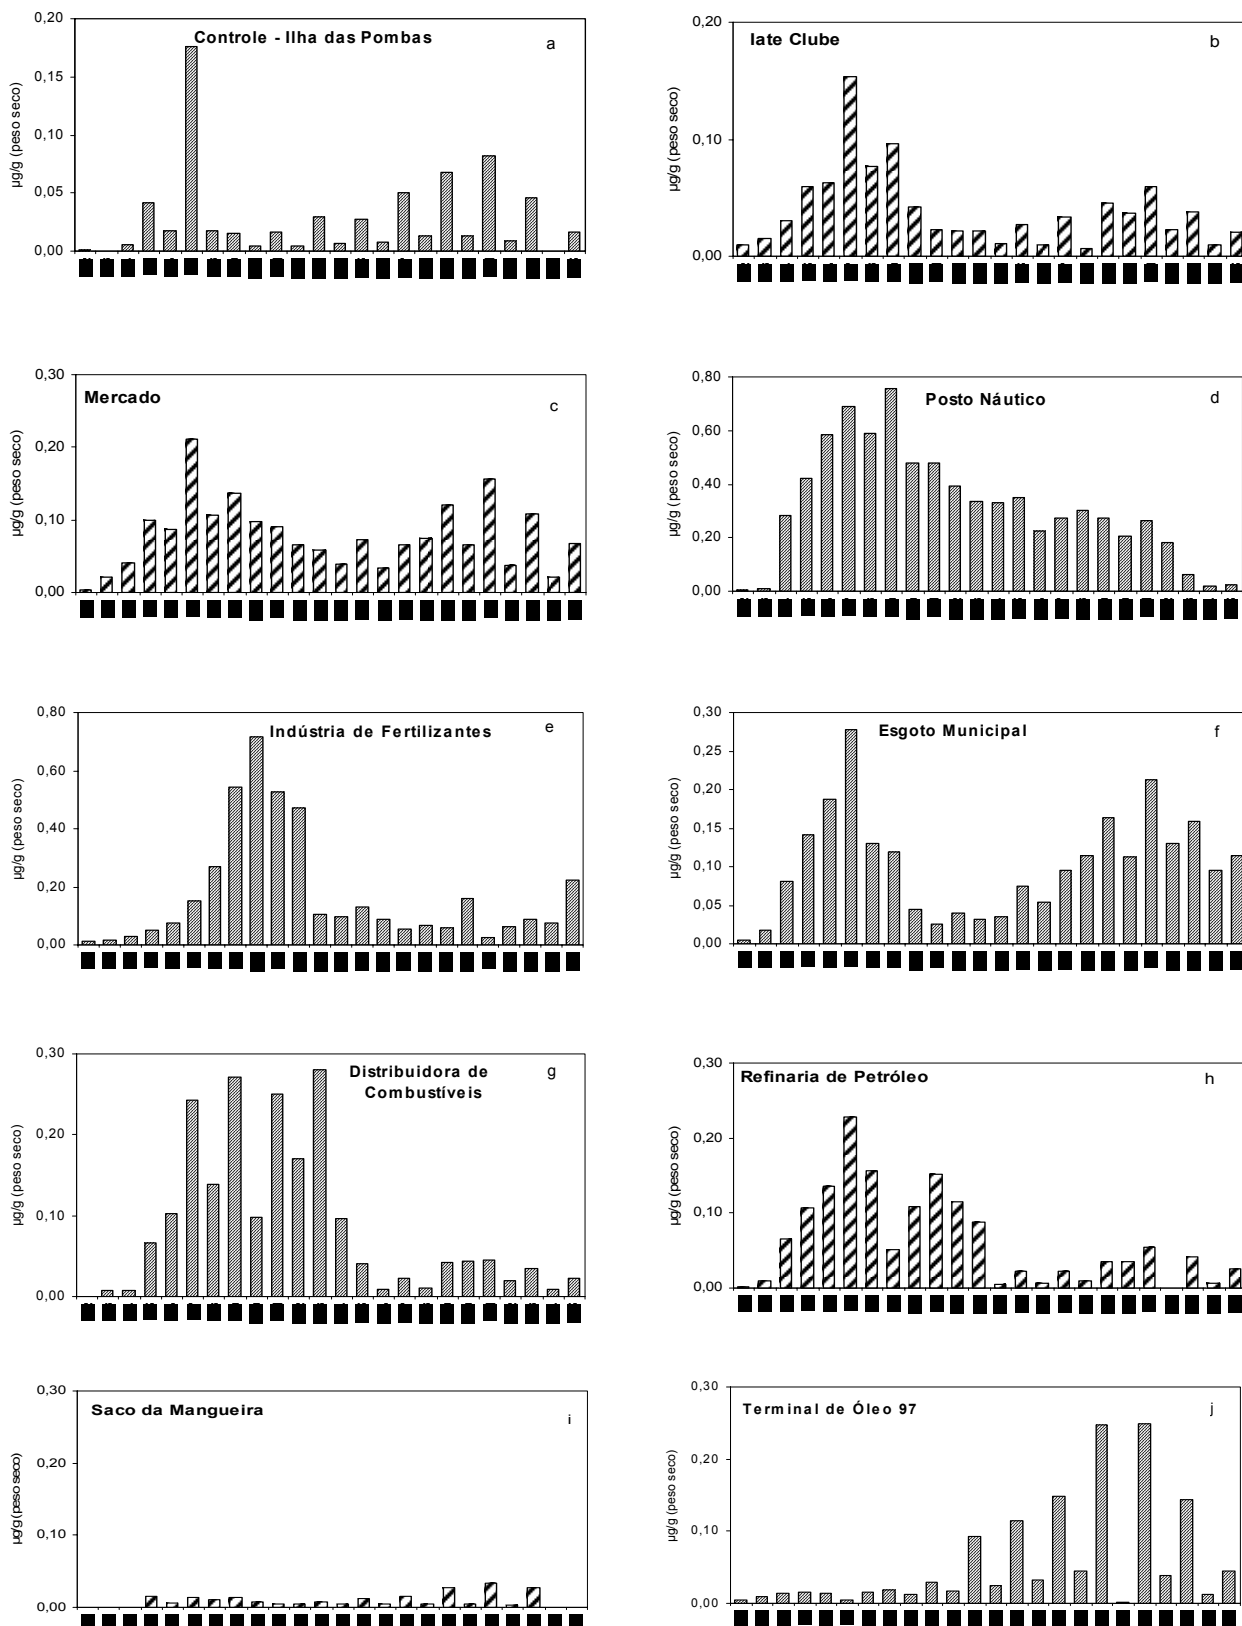 0,20
0,15
0,10
0,05
0,00
µg/g (peso seco)
Controle - Ilha das Pombas
a
0,20
0,10
0,00
µg/g (peso seco)
Iate Clube
b
0,30
0,20
0,10
0,00
µg/g (peso seco)
Mercado
c
0,80
0,60
0,40
0,20
0,00
µg/g (peso seco)
Posto Náutico
d
0,80
0,60
0,40
0,20
0,00
µg/g (peso seco)
Indústria de Fertilizantes
e
0,30
0,25
0,20
0,15
0,10
0,05
0,00
µg/g (peso seco)
Esgoto Municipal
f
0,30
0,20
0,10
0,00
µg/g (peso seco)
Distribuidora de
Combustíveis
g
0,30
0,20
0,10
0,00
µg/g (peso seco)
Refinaria de Petróleo
h
0,30
0,20
0,10
0,00
µg/g (peso seco)
Saco da Mangueira
i
0,30
0,20
0,10
0,00
µg/g (peso seco)
Terminal de Óleo 97
j